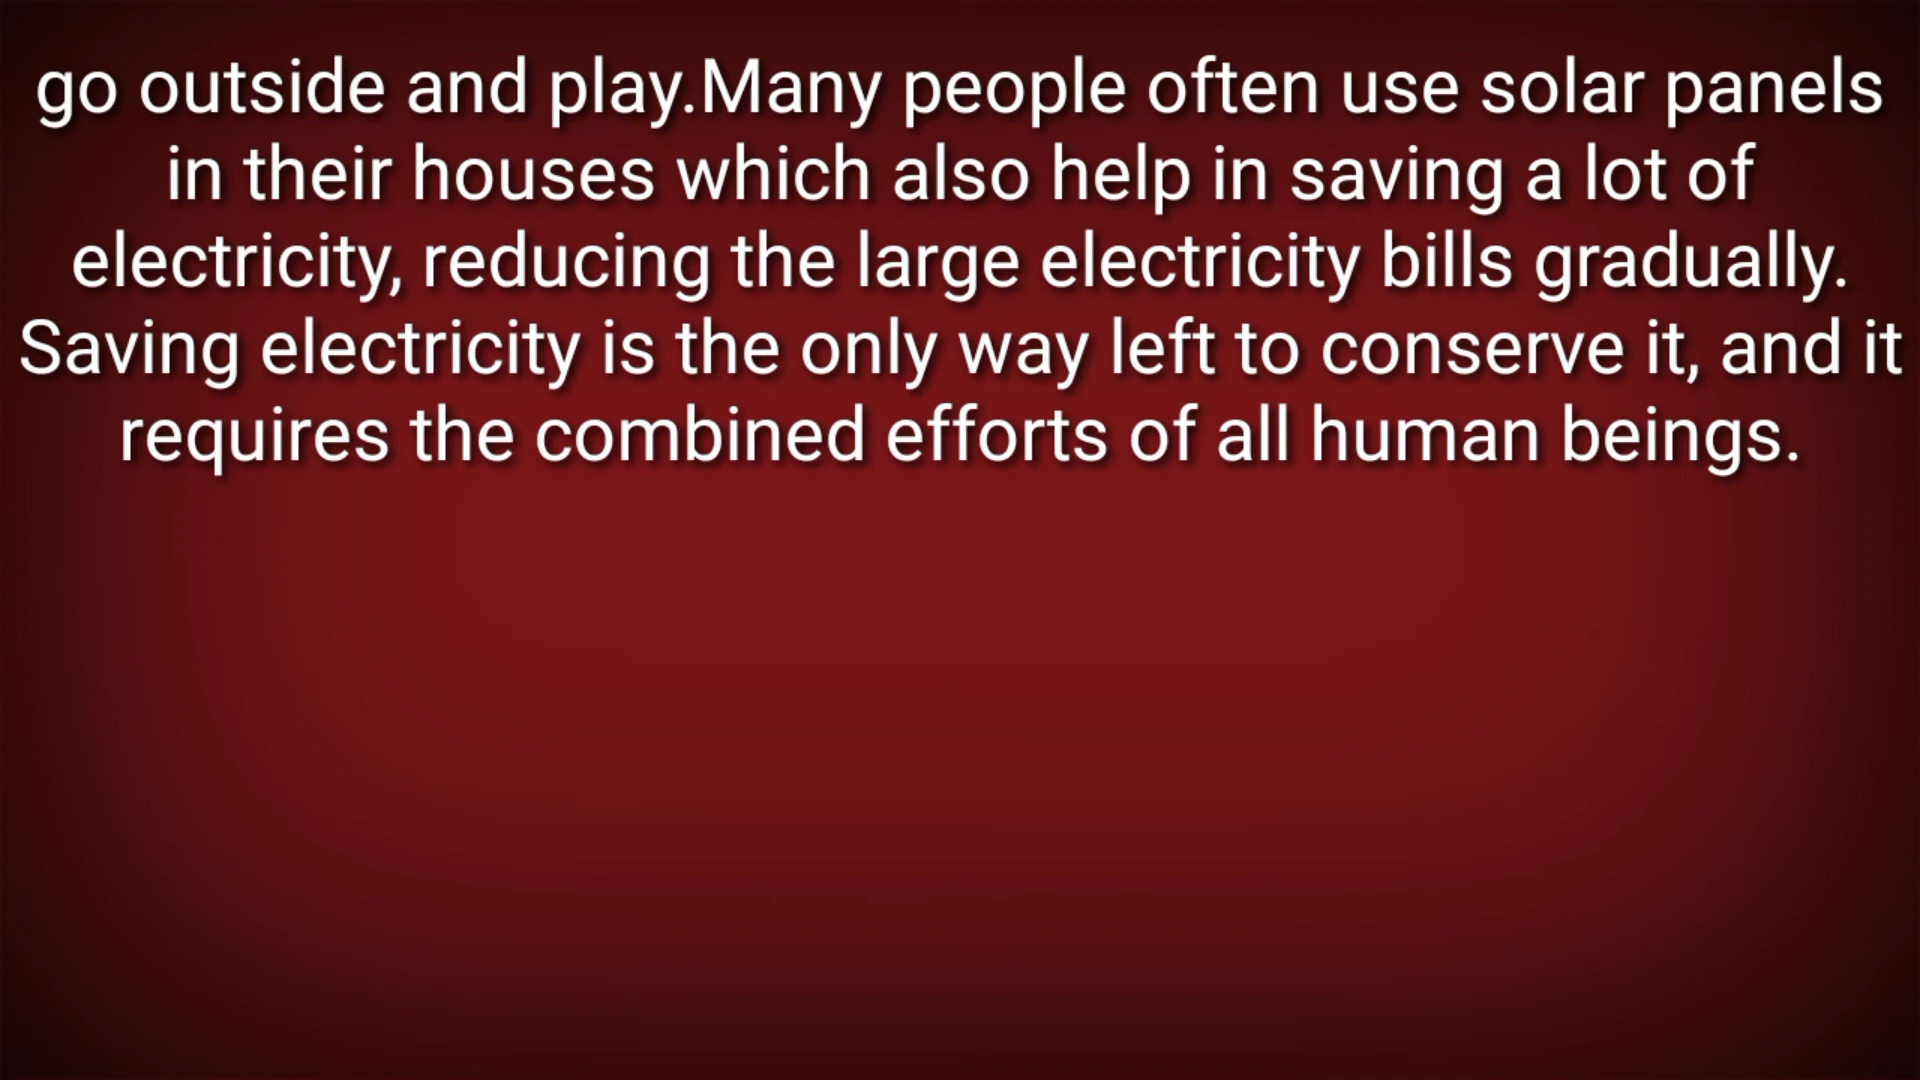 go outside and play.Many people often use solar panels
in their houses which also help in saving a lot of
electricity, reducing the large electricity bills gradually.
Saving electricity is the only way left to conserve it, and it
requires the combined efforts of all human beings.